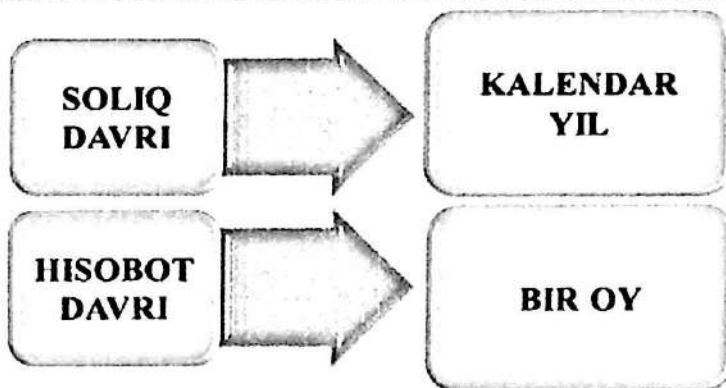 SOLIQ
DAVRI
KALENDAR
YIL
HISOBOT
DAVRI
BIR OY